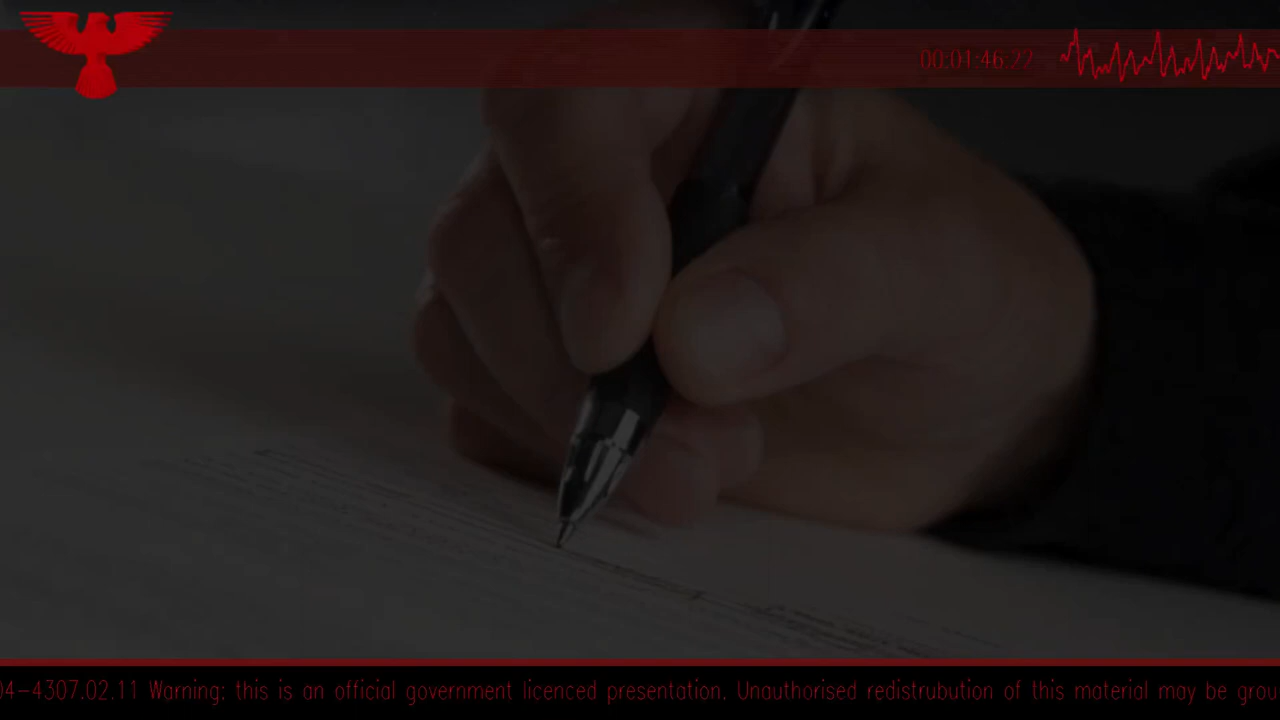 00:01:46:22
04-4307.02.11 Warning: this is an official government licenced presentation. Unauthorised redistrubution of this material may be grou